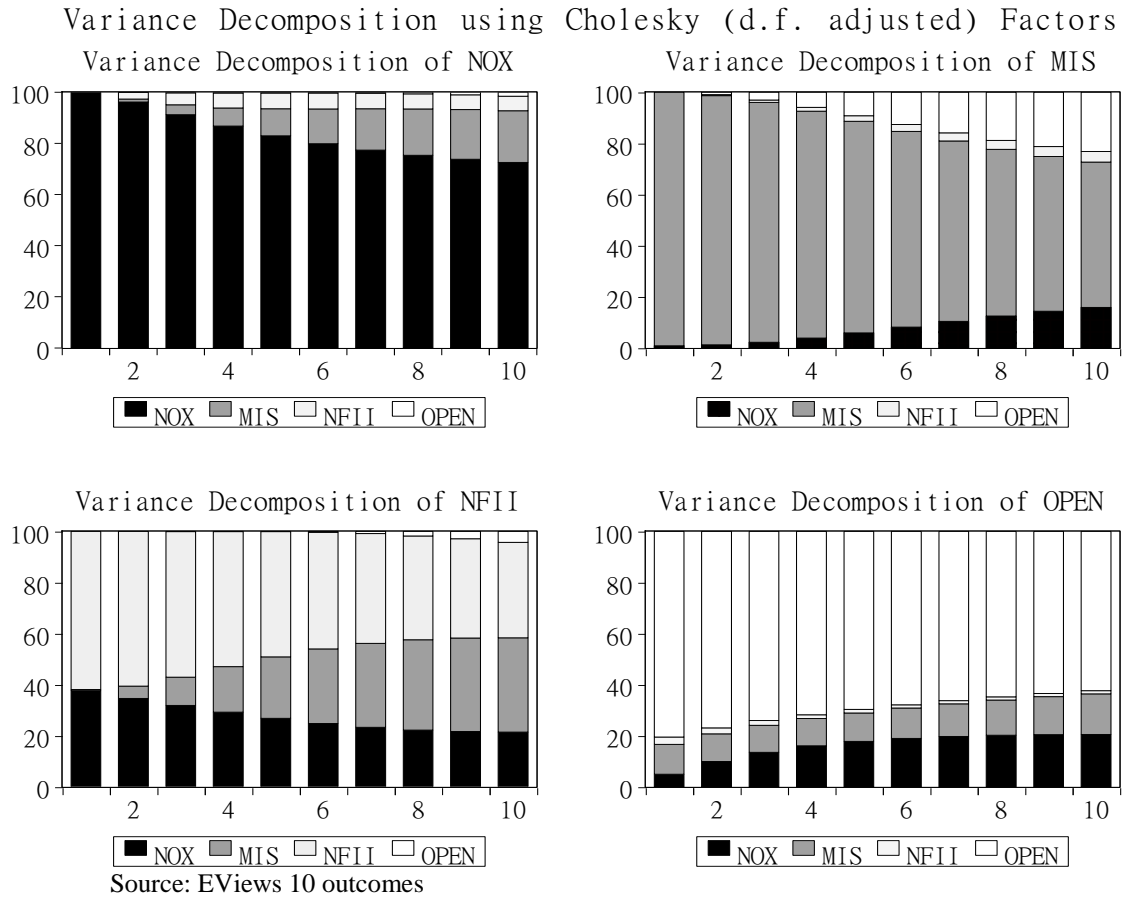 Variance Decomposition using Cholesky (d.f. adjusted) Factors
Variance Decomposition of NOX
100
80
60
40
20
0
2 4 6 8 10
NOX MIS NFII OPEN
Variance Decomposition of MIS
100
80
60
40
20
0
2 4 6 8 10
NOX MIS NFII OPEN
Variance Decomposition of NFII
100
80
60
40
20
0
2 4 6 8 10
NOX MIS NFII OPEN
Variance Decomposition of OPEN
100
80
60
40
20
0
2 4 6 8 10
NOX MIS NFII OPEN
Source: EViews 10 outcomes